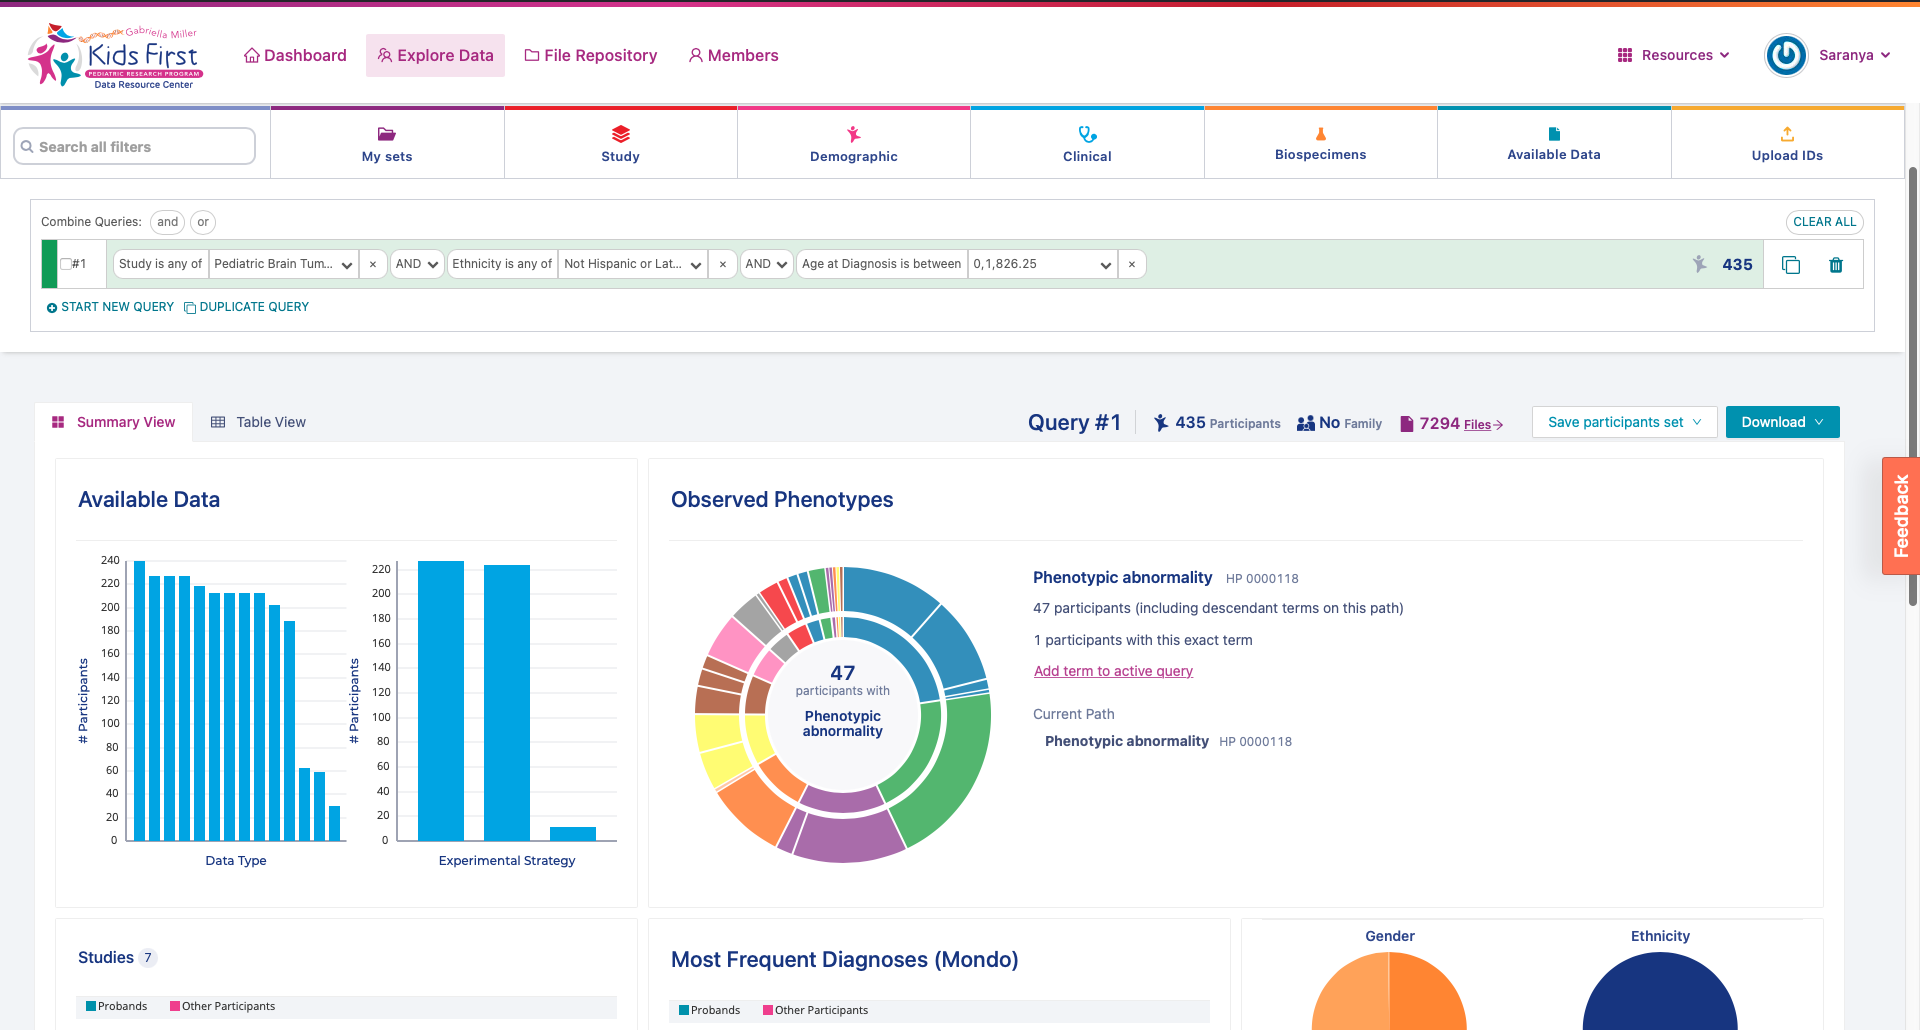 Gabriella Miller
Kids First
PEDIATRIC RESEARCH PROGRAM
Data Resource Center
Dashboard
Explore Data
File Repository
Members
Resources
Saranya
Search all filters
My sets
Study
Demographic
Clinical
Biospecimens
Available Data
Upload IDs
Combine Queries: and or
CLEAR ALL
#1 Study is any of Pediatric Brain Tum... × AND Ethnicity is any of Not Hispanic or Lat... × AND Age at Diagnosis is between 0,1,826.25 × 435
START NEW QUERY DUPLICATE QUERY
Summary View
Table View
Query #1
435 Participants
No Family
7294 Files→
Save participants set
Download
Feedback
Available Data
240
220
200
180
160
140
120
100
80
60
40
20
0
# Participants
Data Type
220
200
180
160
140
120
100
80
60
40
20
0
# Participants
Experimental Strategy
Observed Phenotypes
47
participants with
Phenotypic
abnormality
Phenotypic abnormality HP 0000118
47 participants (including descendant terms on this path)
1 participants with this exact term
Add term to active query
Current Path
Phenotypic abnormality HP 0000118
Studies 7
Probands Other Participants
Most Frequent Diagnoses (Mondo)
Probands Other Participants
Gender
Ethnicity